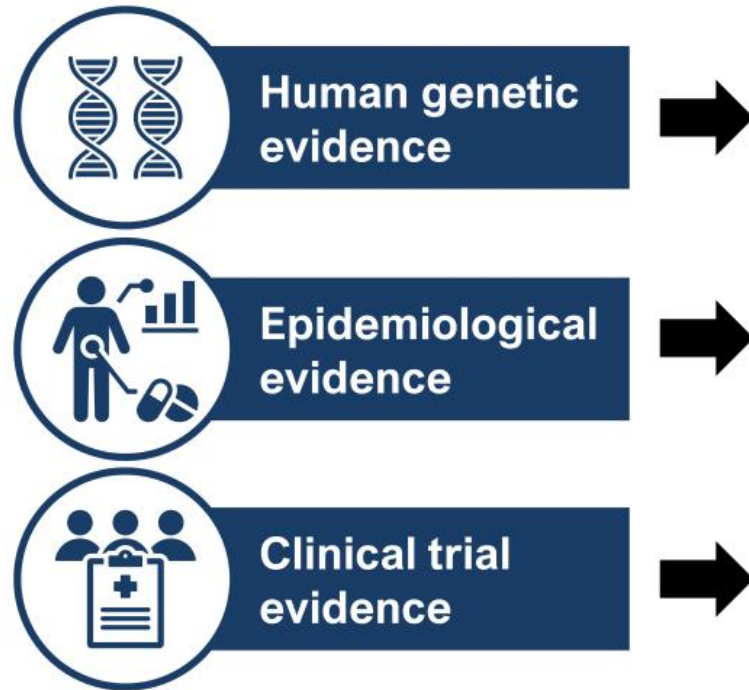 Human genetic
evidence
Epidemiological
evidence
Clinical trial
evidence